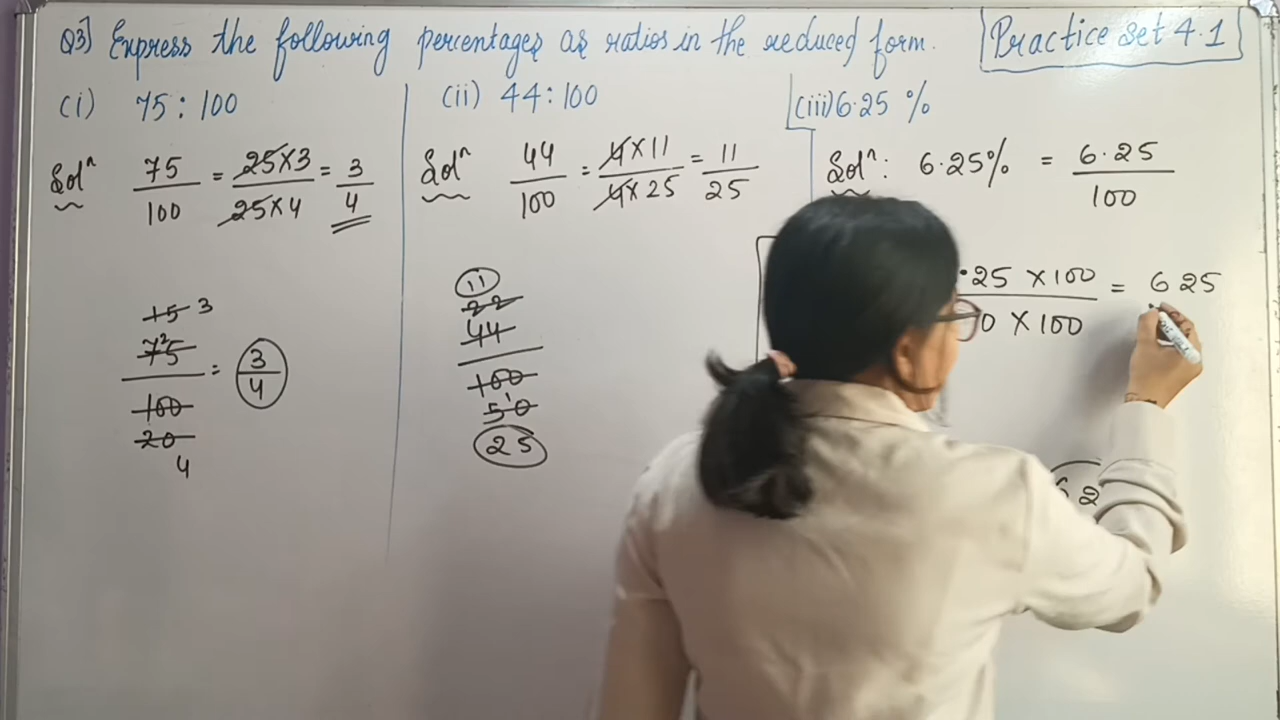 Q3] Express the following percentages as ratios in the reduced form.
Practice set 4.1
(i) 75 : 100
Solⁿ 75/100 = 25×3/25×4 = 3/4
15 3
75
100
20
4
= 3/4
(ii) 44 : 100
Solⁿ 44/100 = 4×11/4×25 = 11/25
11
22
44
100
50
25
(iii) 6.25 %
Solⁿ: 6.25% = 6.25/100
.25 ×100 = 625
0 ×100
62